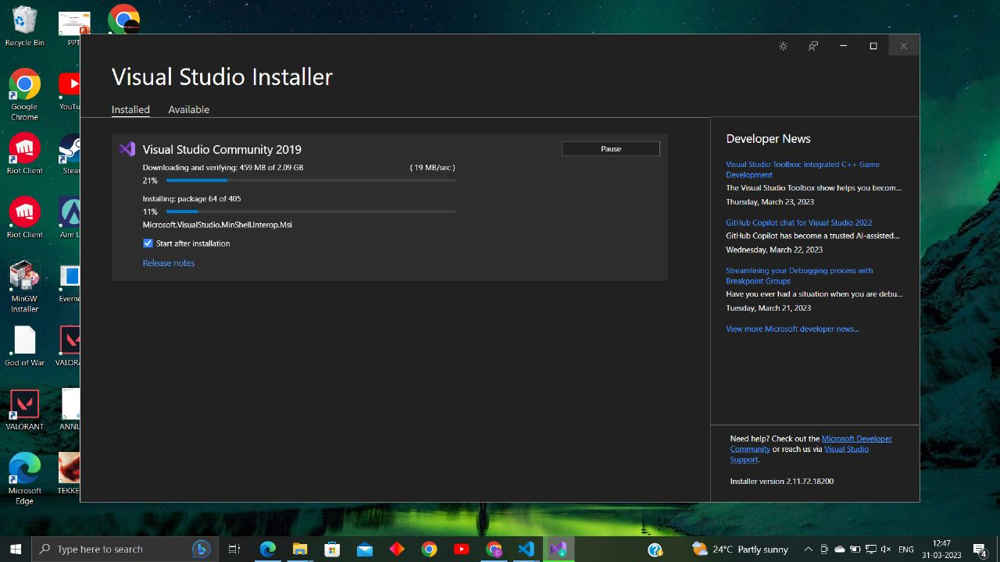 Recycle Bin
PPT
Google
Chrome
YouTu
Riot Client
Stea
Riot Client
Aim L
MinGW
Installer
Everno
God of War
VALORA
VALORANT
ANNL
Microsoft
Edge
TEKKE
Visual Studio Installer
Installed
Available
Visual Studio Community 2019
Pause
Downloading and verifying: 459 MB of 2.09 GB
( 19 MB/sec )
21%
Installing: package 64 of 405
11%
Microsoft.VisualStudio.MinShell.Interop.Msi
Start after installation
Release notes
Developer News
Visual Studio Toolbox: Integrated C++ Game
Development
The Visual Studio Toolbox show helps you becom...
Thursday, March 23, 2023
GitHub Copilot chat for Visual Studio 2022
GitHub Copilot has become a trusted AI-assisted...
Wednesday, March 22, 2023
Streamlining your Debugging process with
Breakpoint Groups
Have you ever had a situation when you are debu...
Tuesday, March 21, 2023
View more Microsoft developer news...
Need help? Check out the Microsoft Developer
Community or reach us via Visual Studio
Support.
Installer version 2.11.72.18200
Type here to search
24°C Partly sunny
ENG
12:47
31-03-2023
4